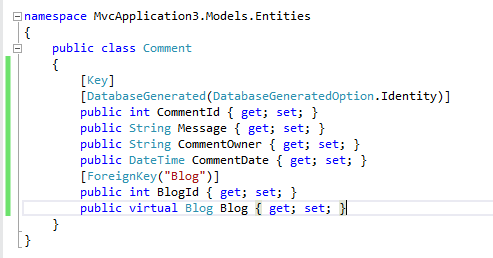 namespace MvcApplication3.Models.Entities
{
public class Comment
{
[Key]
[DatabaseGenerated(DatabaseGeneratedOption.Identity)]
public int CommentId { get; set; }
public String Message { get; set; }
public String CommentOwner { get; set; }
public DateTime CommentDate { get; set; }
[ForeignKey("Blog")]
public int BlogId { get; set; }
public virtual Blog Blog { get; set; }
}
}